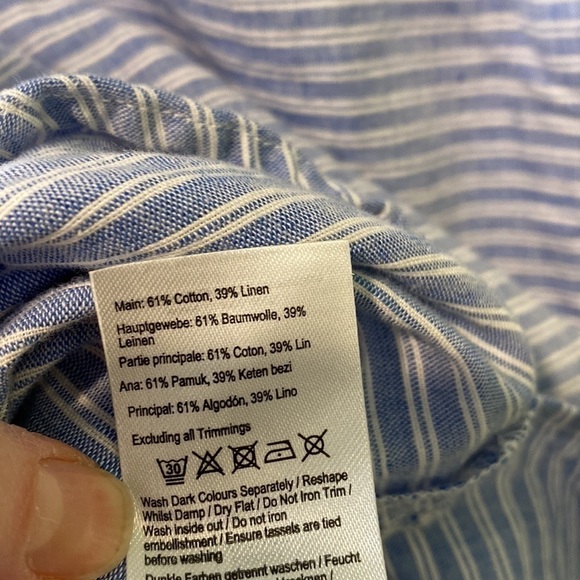 Main: 61% Cotton, 39% Linen
Hauptgewebe: 61% Baumwolle, 39%
Leinen
Partie principale: 61% Coton, 39% Lin
Ana: 61% Pamuk, 39% Keten bezi
Principal: 61% Algodón, 39% Lino
Excluding all Trimmings
30
Wash Dark Colours Separately / Reshape
Whilst Damp / Dry Flat / Do Not Iron Trim /
Wash inside out / Do not iron
embellishment / Ensure tassels are tied
before washing
Dunkle Farben getrennt waschen / Feucht